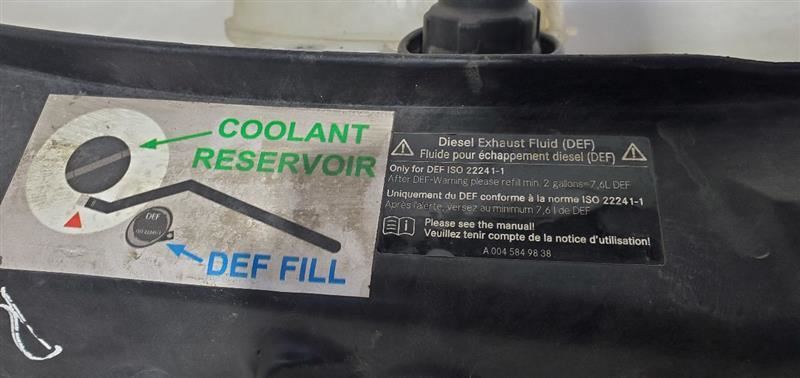 COOLANT
RESERVOIR
DEF
ISO 22241-1
DEF FILL
Diesel Exhaust Fluid (DEF)
Fluide pour échappement diesel (DEF)
Only for DEF ISO 22241-1
After DEF-Warning please refill min. 2 gallons=7,6L DEF
Uniquement du DEF conforme à la norme ISO 22241-1
Après l'alerte, versez au minimum 7,6 l de DEF
Please see the manual!
Veuillez tenir compte de la notice d'utilisation!
A 004 584 98 38